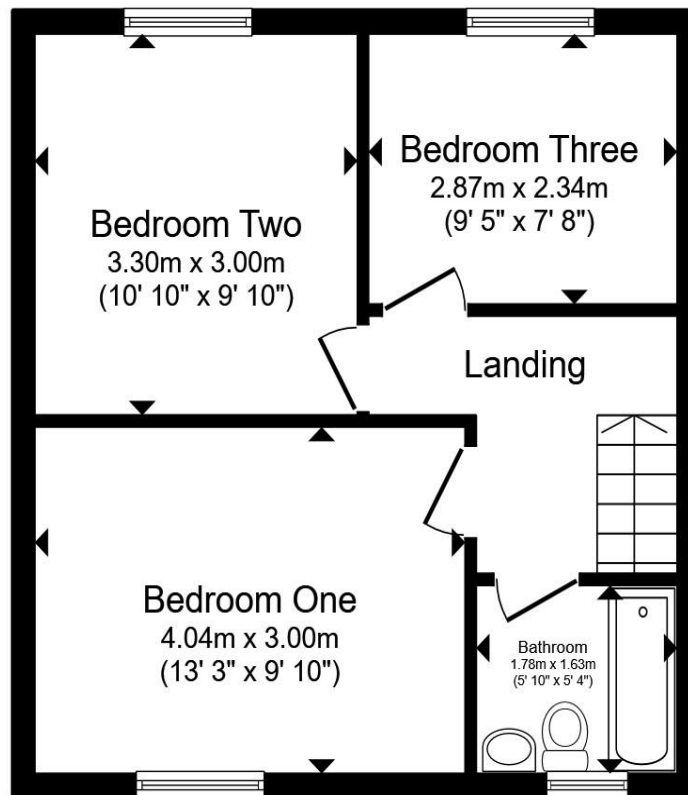 Bedroom Three
2.87m x 2.34m
(9' 5" x 7' 8")
Bedroom Two
3.30m x 3.00m
(10' 10" x 9' 10")
Landing
Bedroom One
4.04m x 3.00m
(13' 3" x 9' 10")
Bathroom
1.78m x 1.63m
(5' 10" x 5' 4")